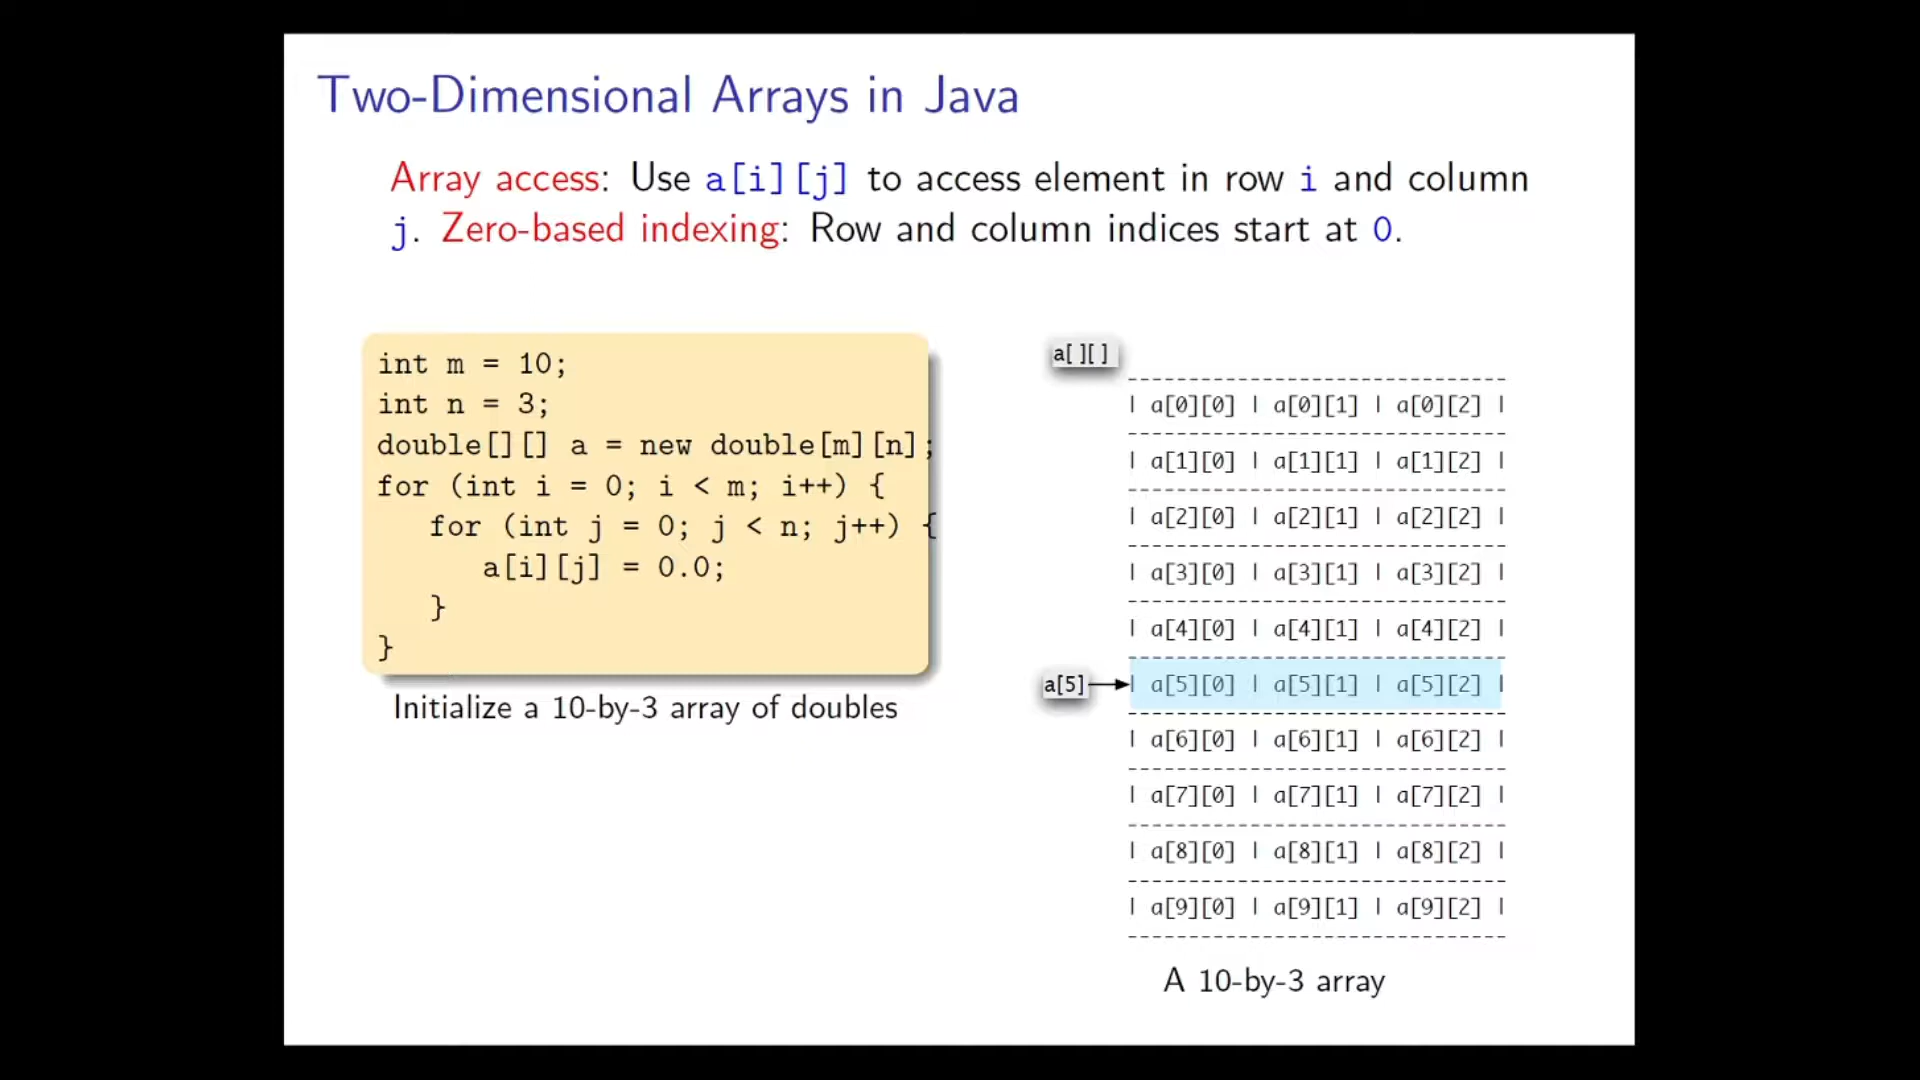 Two-Dimensional Arrays in Java
Array access: Use a[i][j] to access element in row i and column
j. Zero-based indexing: Row and column indices start at 0.
int m = 10;
int n = 3;
double[][] a = new double[m][n];
for (int i = 0; i < m; i++) {
   for (int j = 0; j < n; j++) {
      a[i][j] = 0.0;
   }
}
Initialize a 10-by-3 array of doubles
a[ ][ ]
| a[0][0] | a[0][1] | a[0][2] |
| a[1][0] | a[1][1] | a[1][2] |
| a[2][0] | a[2][1] | a[2][2] |
| a[3][0] | a[3][1] | a[3][2] |
| a[4][0] | a[4][1] | a[4][2] |
a[5] | a[5][0] | a[5][1] | a[5][2] |
| a[6][0] | a[6][1] | a[6][2] |
| a[7][0] | a[7][1] | a[7][2] |
| a[8][0] | a[8][1] | a[8][2] |
| a[9][0] | a[9][1] | a[9][2] |
A 10-by-3 array